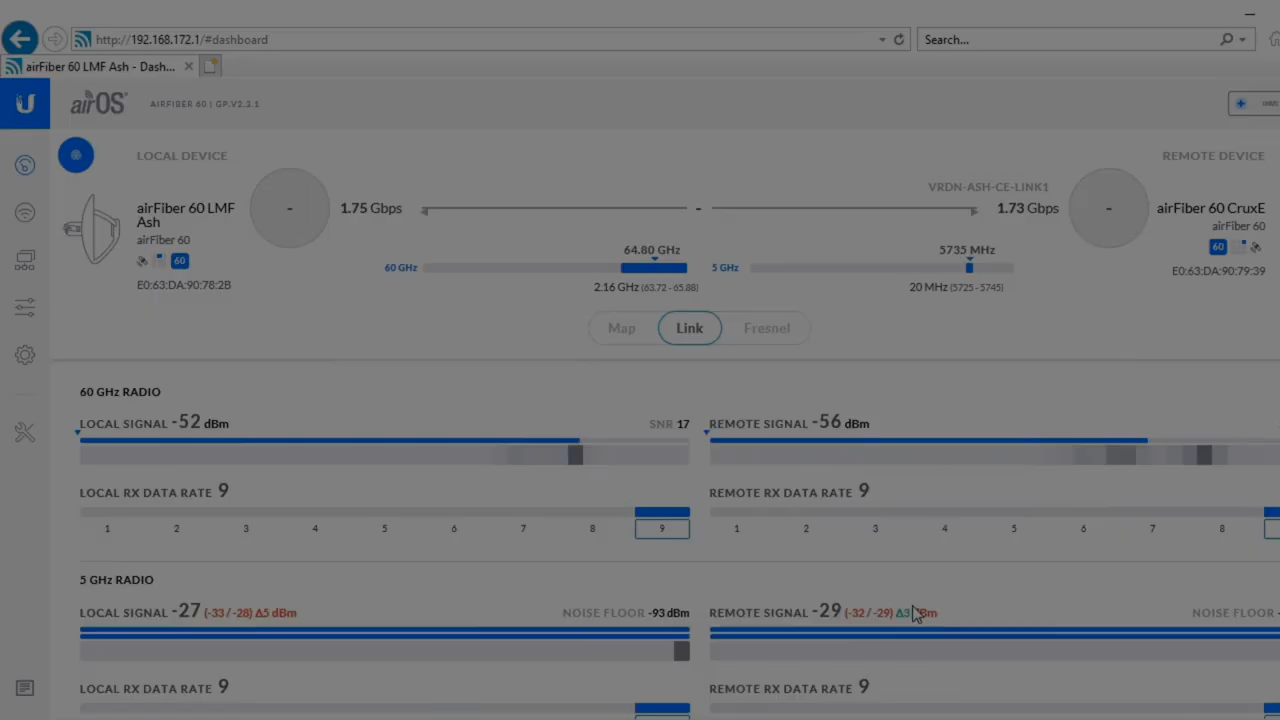 http://192.168.172.1/#dashboard
Search...
airFiber 60 LMF Ash - Dash...
airOS
AIRFIBER 60 | GP.V2.3.1
LOCAL DEVICE
REMOTE DEVICE
VRDN-ASH-CE-LINK1
airFiber 60 LMF Ash
-
1.75 Gbps
-
1.73 Gbps
-
airFiber 60 CruxE
airFiber 60
airFiber 60
60
60
E0:63:DA:90:78:2B
E0:63:DA:90:79:39
64.80 GHz
5735 MHz
60 GHz
5 GHz
2.16 GHz (63.72 - 65.88)
20 MHz (5725 - 5745)
Map Link Fresnel
60 GHz RADIO
LOCAL SIGNAL -52 dBm SNR 17
REMOTE SIGNAL -56 dBm
LOCAL RX DATA RATE 9
REMOTE RX DATA RATE 9
1 2 3 4 5 6 7 8 9
1 2 3 4 5 6 7 8
5 GHz RADIO
LOCAL SIGNAL -27 (-33 / -28) Δ5 dBm NOISE FLOOR -93 dBm
REMOTE SIGNAL -29 (-32 / -29) Δ3 dBm NOISE FLOOR -
LOCAL RX DATA RATE 9
REMOTE RX DATA RATE 9